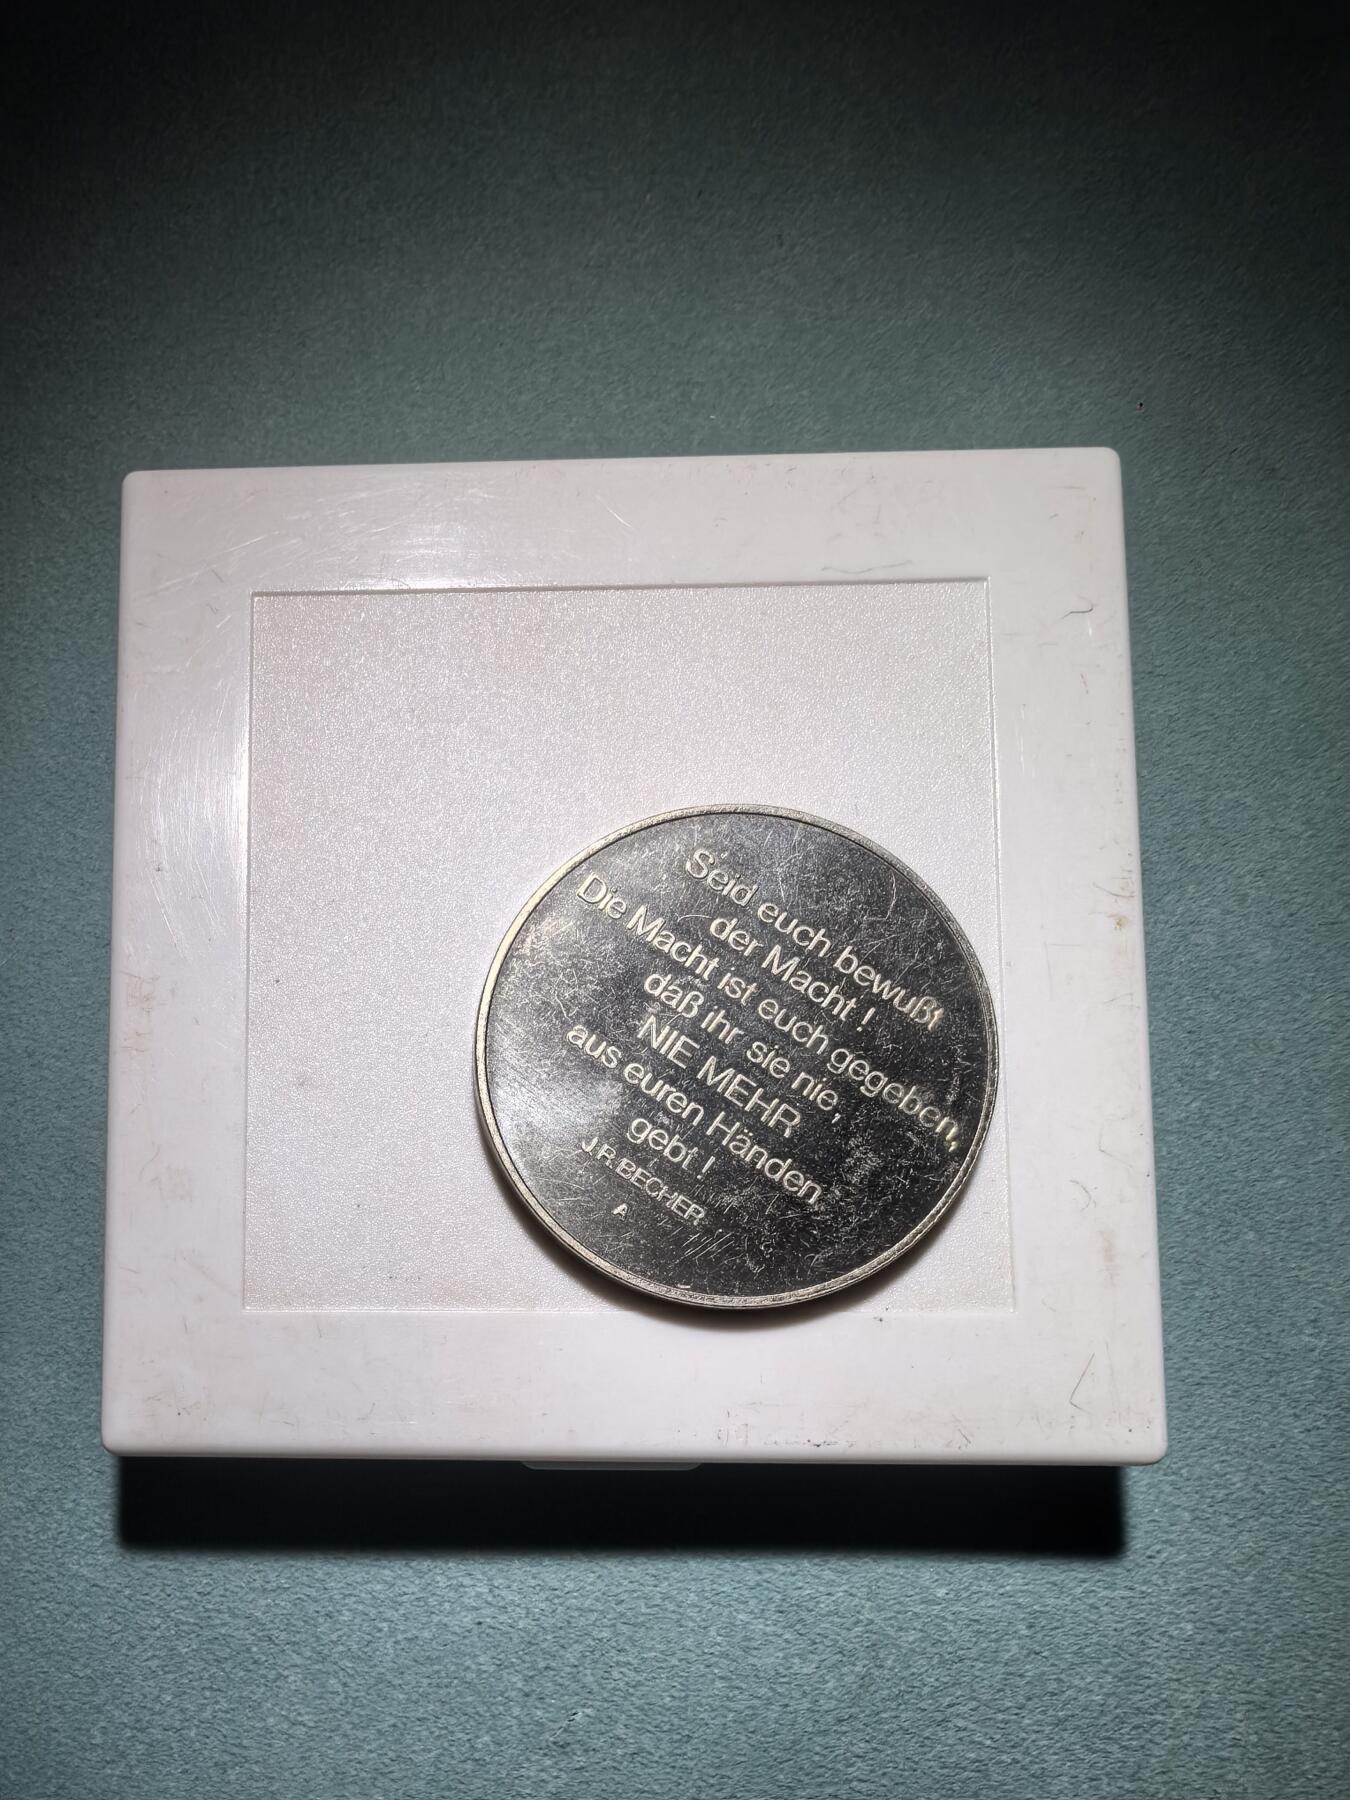 Seid euch bewußt
der Macht !
Die Macht ist euch gegeben,
daß ihr sie nie,
NIE MEHR
aus euren Händen
gebt !
J.R.BECHER
A